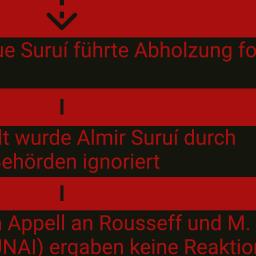 ue Suruí führte Abholzung fo
lt wurde Almir Suruí durch
ehörden ignoriert
Appell an Rousseff und M.
UNAI) ergaben keine Reaktio